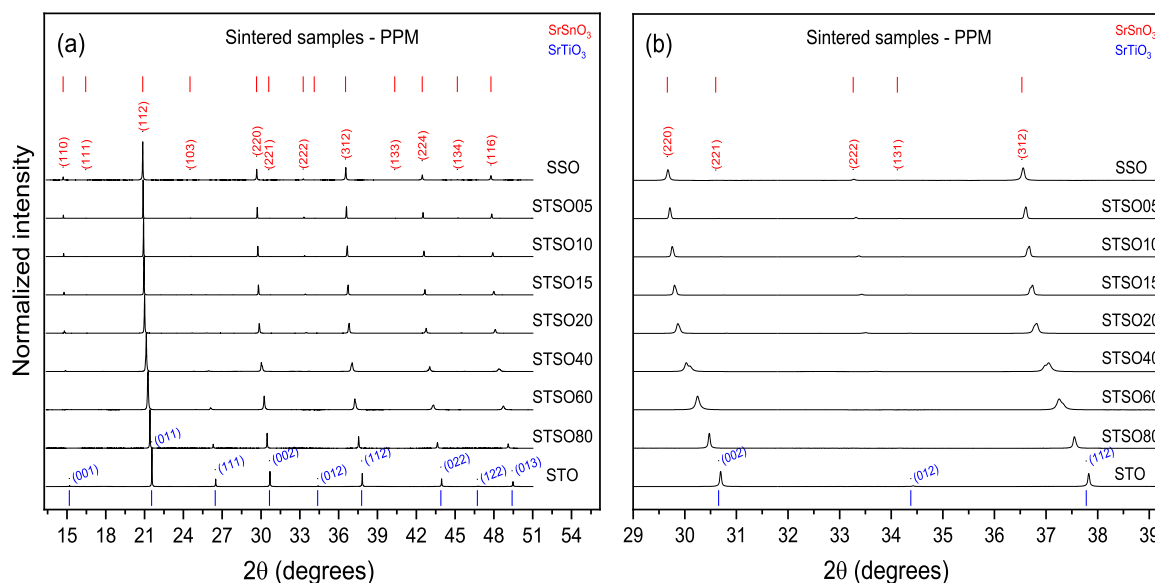 (a)
Sintered samples - PPM
SrSnO3
SrTiO3
(110)
(111)
(112)
(103)
(220)
(221)
(222)
(312)
(133)
(224)
(134)
(116)
SSO
STSO05
STSO10
STSO15
STSO20
STSO40
STSO60
STSO80
STO
(001)
(011)
(111)
(002)
(012)
(112)
(022)
(122)
(013)
Normalized intensity
15 21 27 30 33 36 39 42 45 48 51 54
2θ (degrees)
(b)
Sintered samples - PPM
SrSnO3
SrTiO3
(220)
(221)
(222)
(131)
(312)
SSO
STSO05
STSO10
STSO15
STSO20
STSO40
STSO60
STSO80
STO
(002)
(012)
(112)
29 30 31 32 33 34 35 36 37 38 39
2θ (degrees)